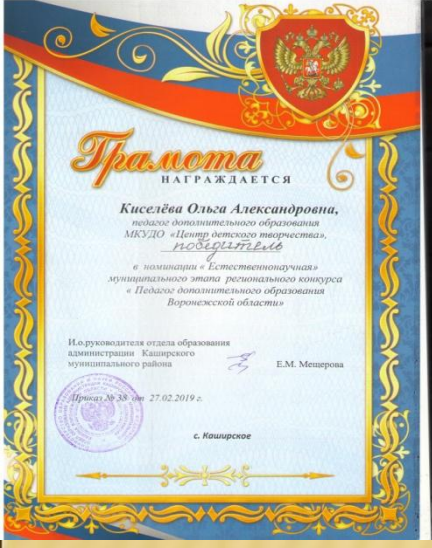 Грамота
НАГРАЖДАЕТСЯ
Киселёва Ольга Александровна,
педагог дополнительного образования
МКУДО «Центр детского творчества»,
победитель
в номинации « Естественнонаучная»
муниципального этапа регионального конкурса
« Педагог дополнительного образования
Воронежской области»
И.о.руководителя отдела образования
администрации Каширского
муниципального района Е.М. Мещерова
Приказ № 38 от 27.02.2019 г.
с. Каширское